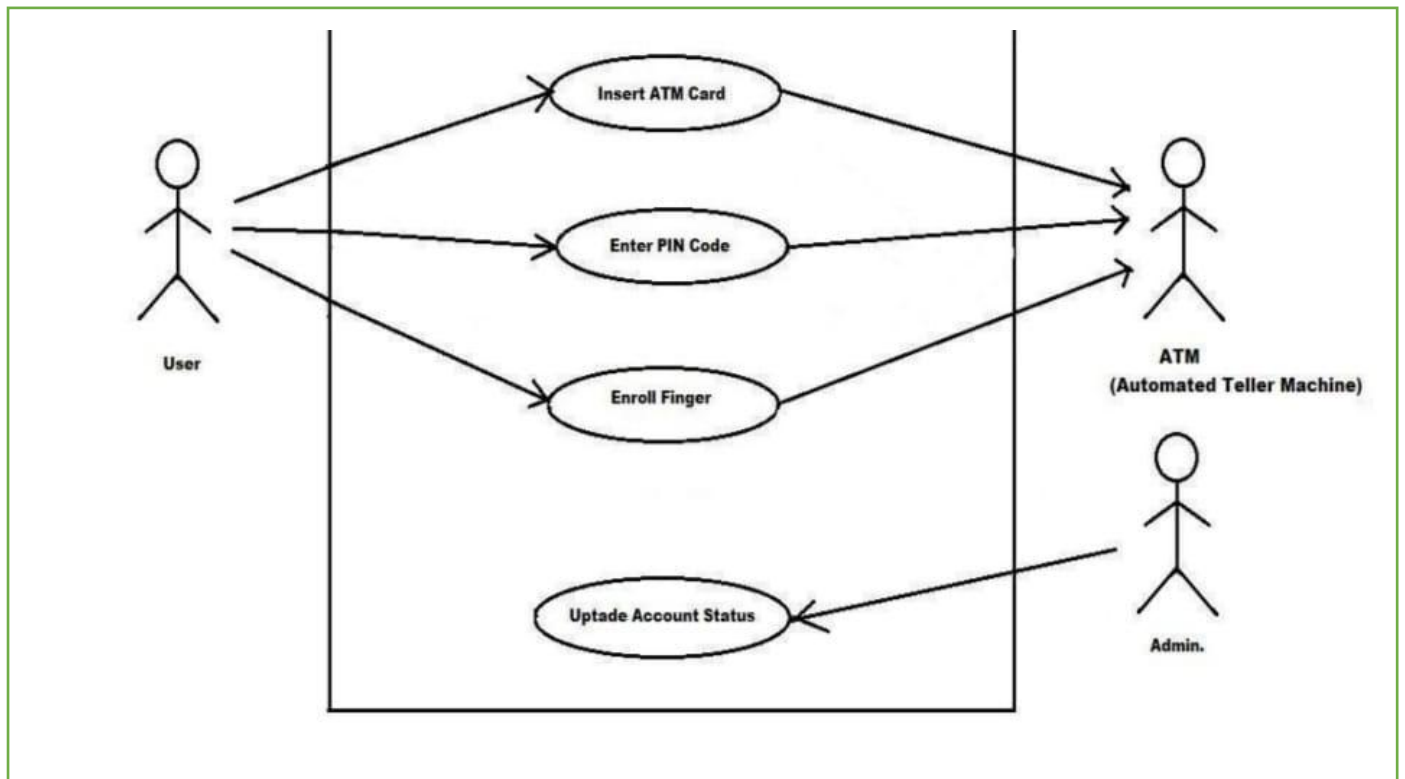 Insert ATM Card
Enter PIN Code
User
ATM
(Automated Teller Machine)
Enroll Finger
Uptade Account Status
Admin.